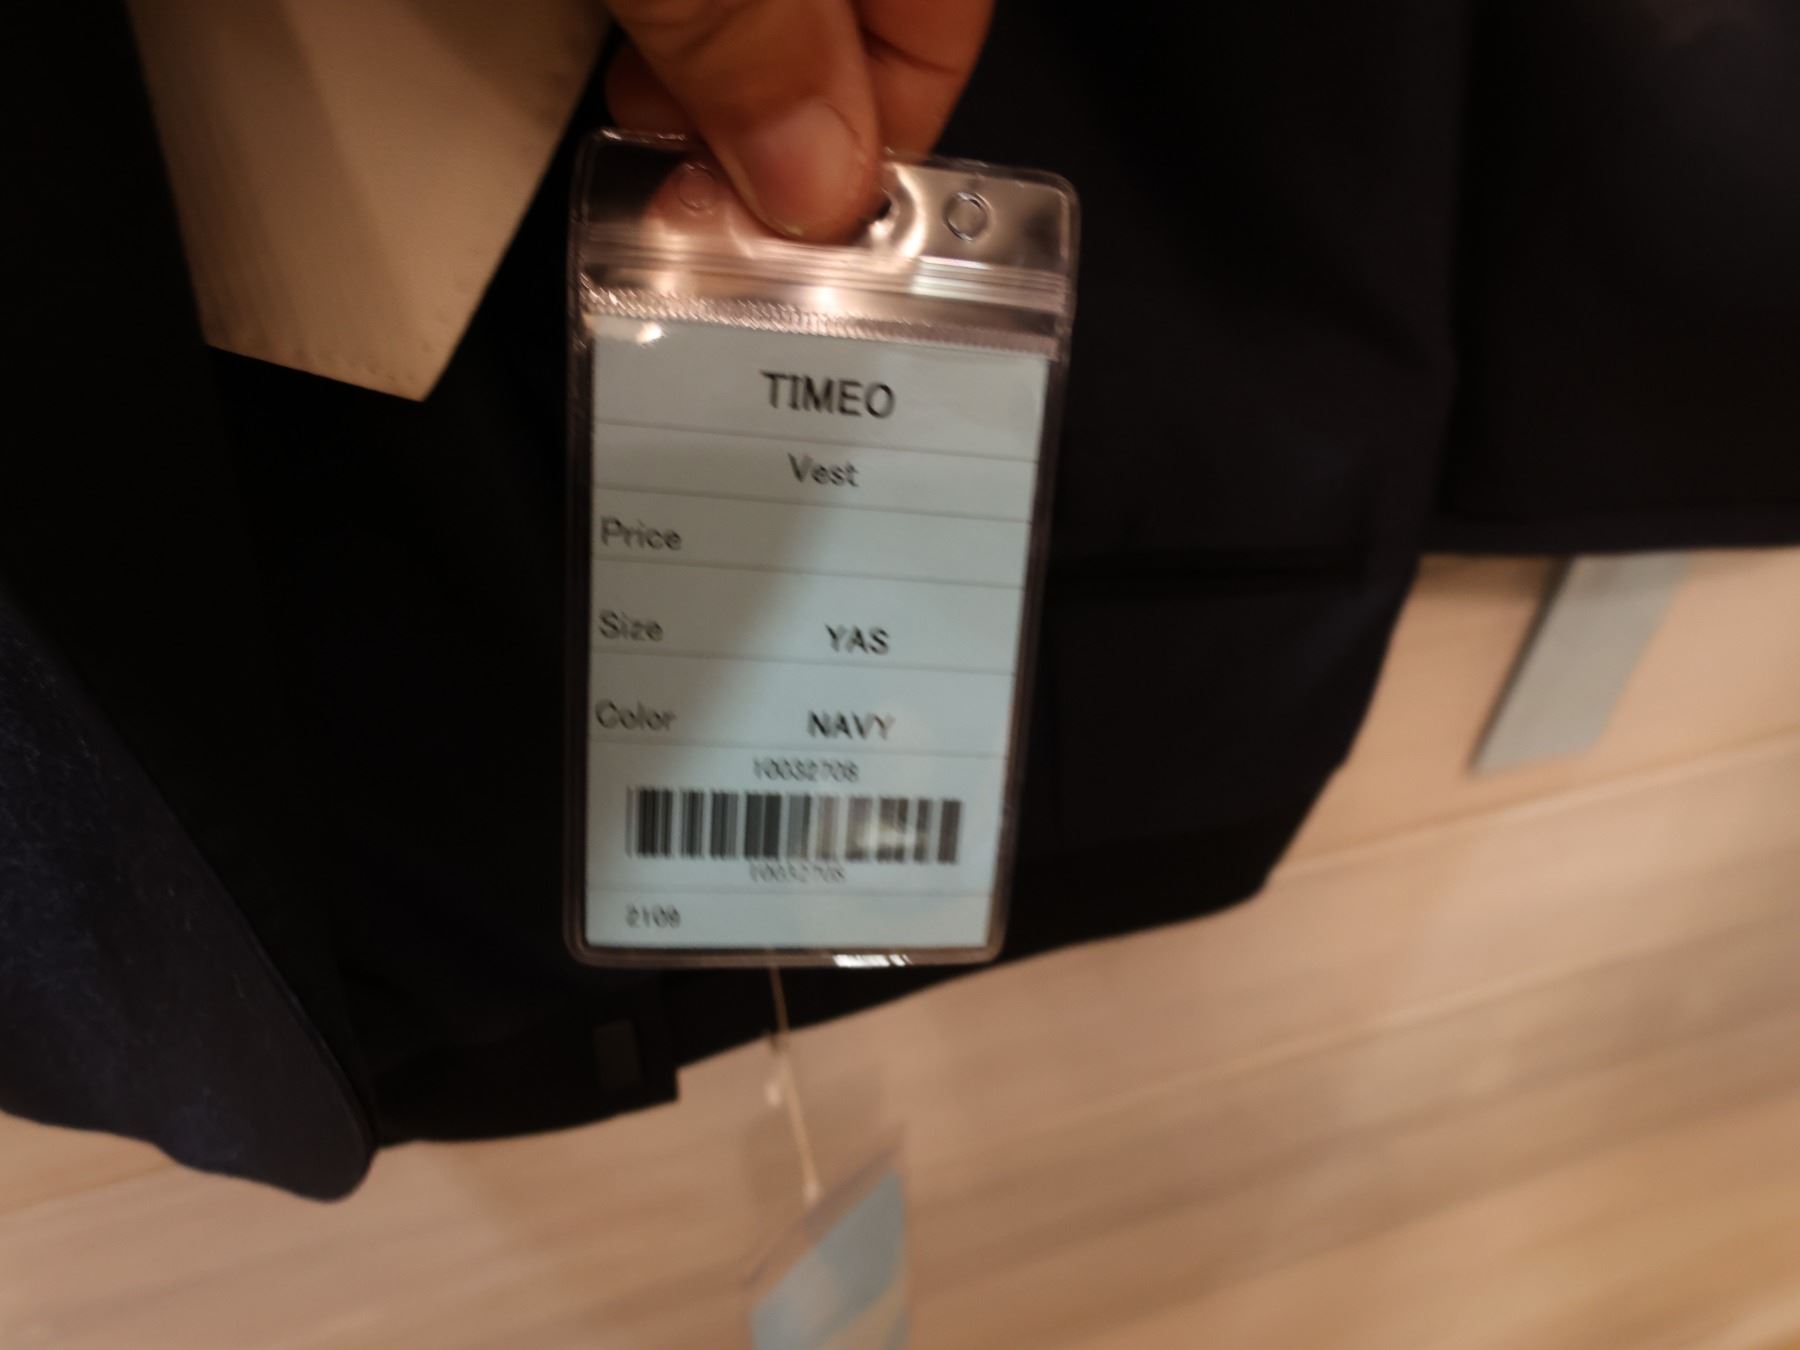 TIMEO
Vest
Price
Size YAS
Color NAVY
10032708
10032708
2109